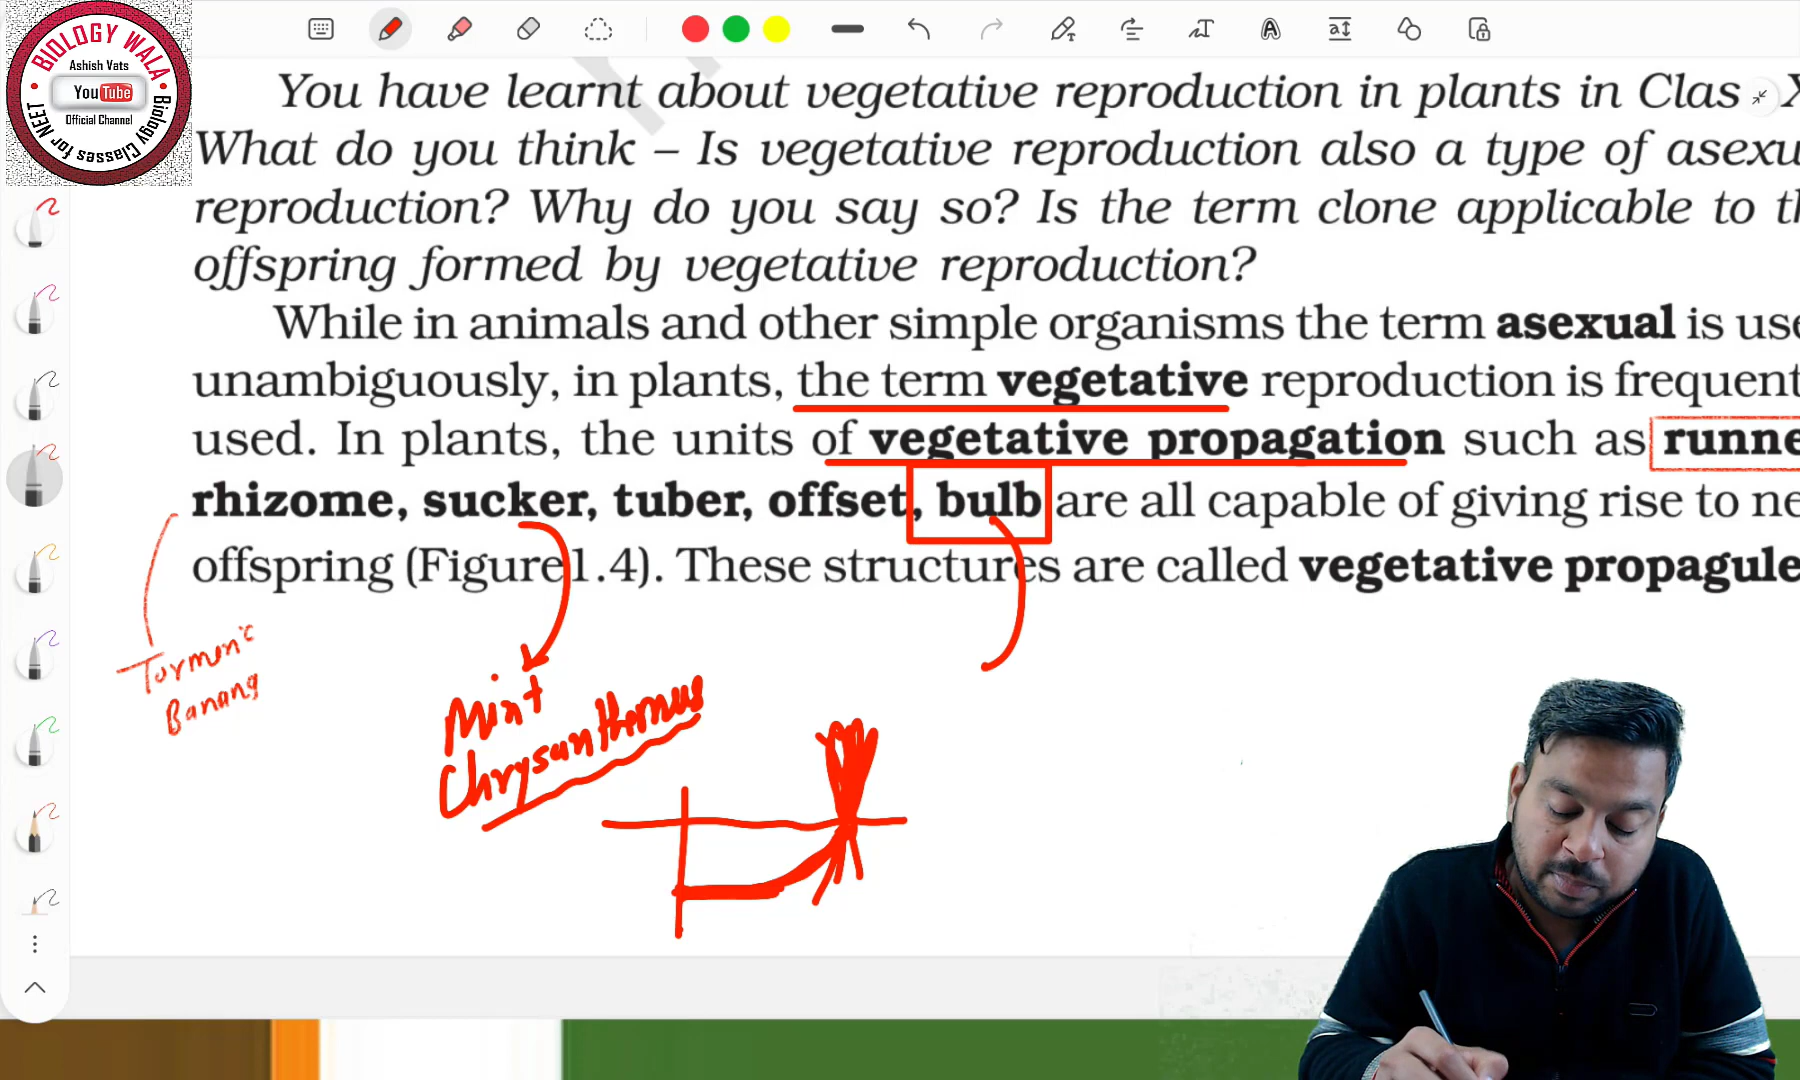 BIOLOGY WALA
Ashish Vats
YouTube
Official Channel
Biology Classes for NEET
You have learnt about vegetative reproduction in plants in Clas X
What do you think – Is vegetative reproduction also a type of asexu
reproduction? Why do you say so? Is the term clone applicable to th
offspring formed by vegetative reproduction?
While in animals and other simple organisms the term asexual is use
unambiguously, in plants, the term vegetative reproduction is frequent
used. In plants, the units of vegetative propagation such as runne
rhizome, sucker, tuber, offset, bulb are all capable of giving rise to ne
offspring (Figure 1.4). These structures are called vegetative propagule
Turmeric
Banana
Mint
Chrysanthemus